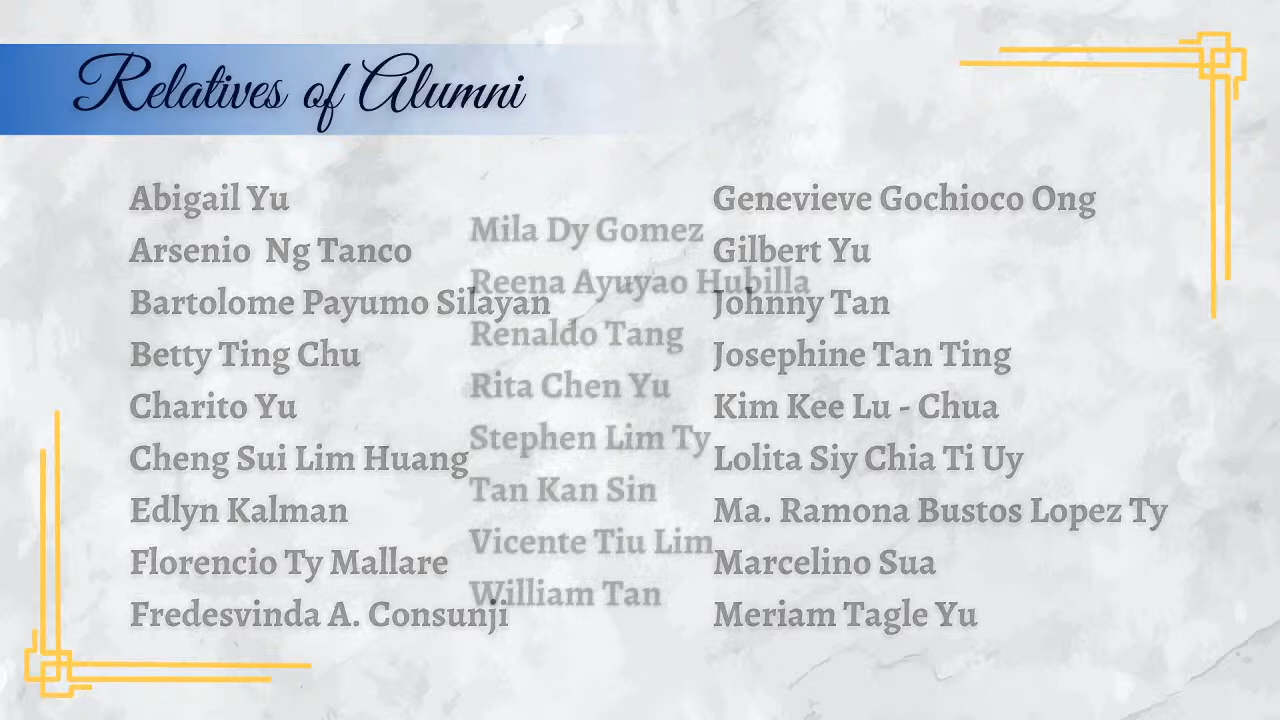 Relatives of Alumni
Abigail Yu
Arsenio Ng Tanco
Bartolome Payumo Silayan
Betty Ting Chu
Charito Yu
Cheng Sui Lim Huang
Edlyn Kalman
Florencio Ty Mallare
Fredesvinda A. Consunji
Mila Dy Gomez
Reena Ayuyao Hubilla
Renaldo Tang
Rita Chen Yu
Stephen Lim Ty
Tan Kan Sin
Vicente Tiu Lim
William Tan
Genevieve Gochioco Ong
Gilbert Yu
Johnny Tan
Josephine Tan Ting
Kim Kee Lu - Chua
Lolita Siy Chia Ti Uy
Ma. Ramona Bustos Lopez Ty
Marcelino Sua
Meriam Tagle Yu